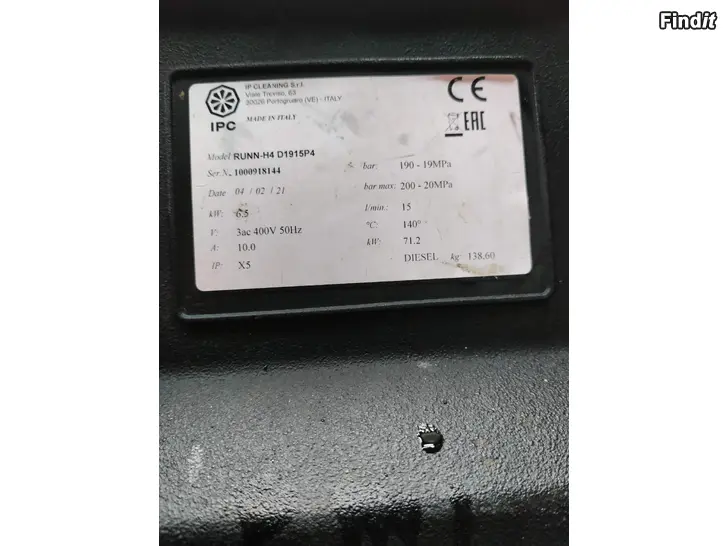 Findit
IP CLEANING S.r.l.
Viale Treviso, 63
30026 Portogruaro (VE) - ITALY
MADE IN ITALY
IPC
CE
EAC
Model RUNN-H4 D1915P4
Ser.N. 1000918144
Date 04 / 02 / 21
kW: 6.5
V: 3ac 400V 50Hz
A: 10.0
IP: X5
bar: 190 - 19MPa
bar max: 200 - 20MPa
l/min.: 15
°C: 140°
kW: 71.2
DIESEL kg 138.60